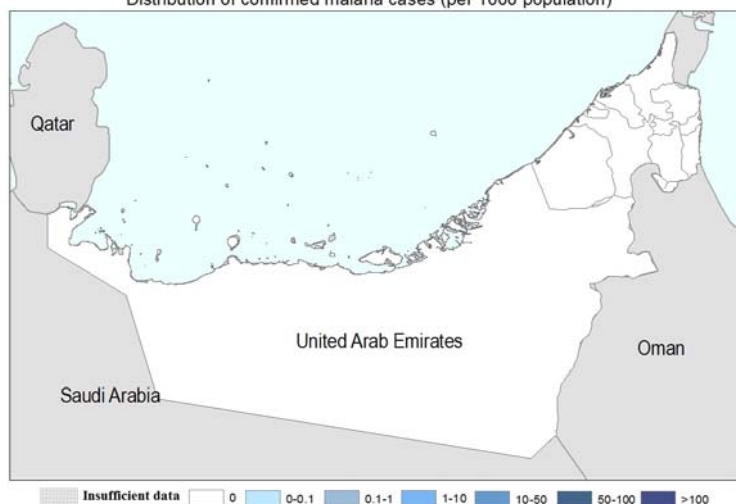 Distribution of confirmed malaria cases (per 1000 population)
Qatar
United Arab Emirates
Oman
Saudi Arabia
Insufficient data 0 0-0.1 0.1-1 1-10 10-50 50-100 >100